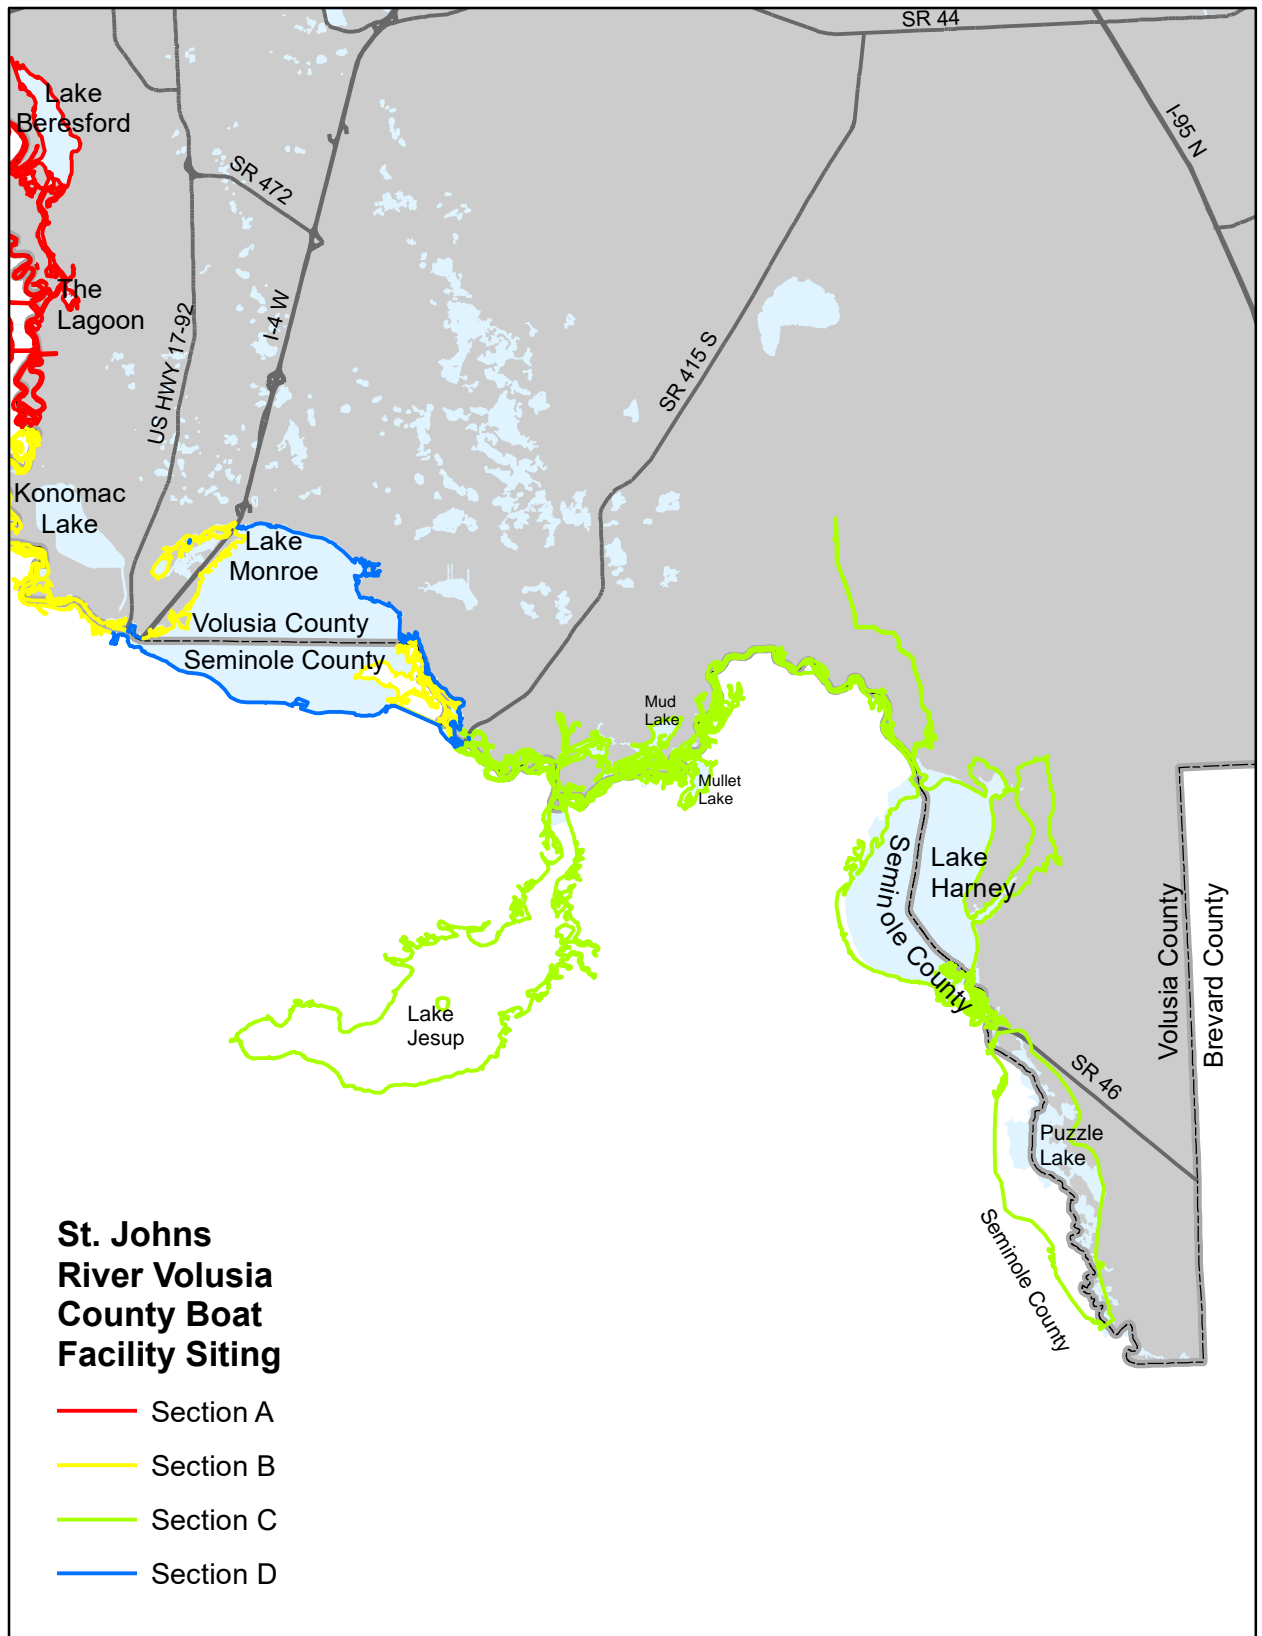 SR 44
Lake
Beresford
I-95 N
SR 472
The
Lagoon
I-4 W
US HWY 17-92
SR 415 S
Konomac
Lake
Lake
Monroe
Volusia County
Seminole County
Mud
Lake
Mullet
Lake
Seminole County
Lake
Harney
Volusia County
Brevard County
Lake
Jesup
SR 46
Puzzle
Lake
Seminole County
St. Johns
River Volusia
County Boat
Facility Siting
Section A
Section B
Section C
Section D